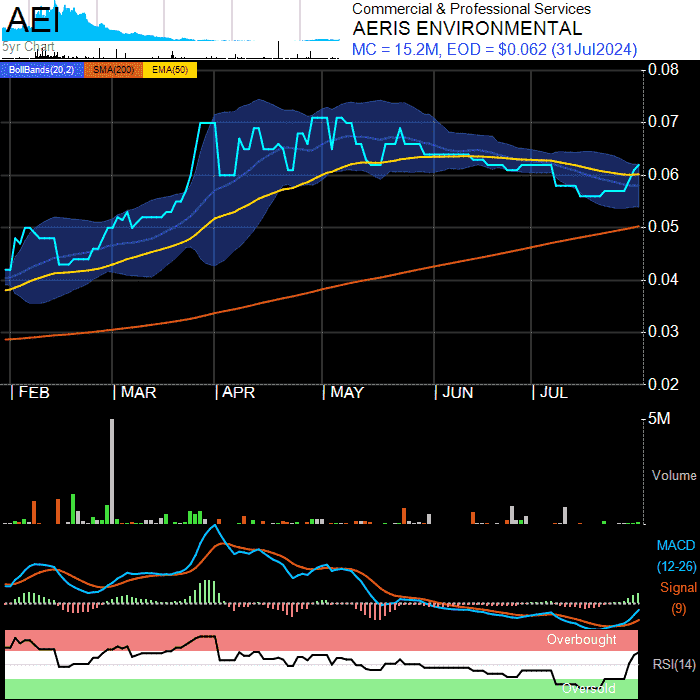 AEI
5yr Chart
Commercial & Professional Services
AERIS ENVIRONMENTAL
MC = 15.2M, EOD = $0.062 (31Jul2024)
BollBands(20,2) SMA(200) EMA(50)
0.08
0.07
0.06
0.05
0.04
0.03
0.02
FEB MAR APR MAY JUN JUL
5M
Volume
MACD
(12-26)
Signal
(9)
Overbought
RSI(14)
Oversold